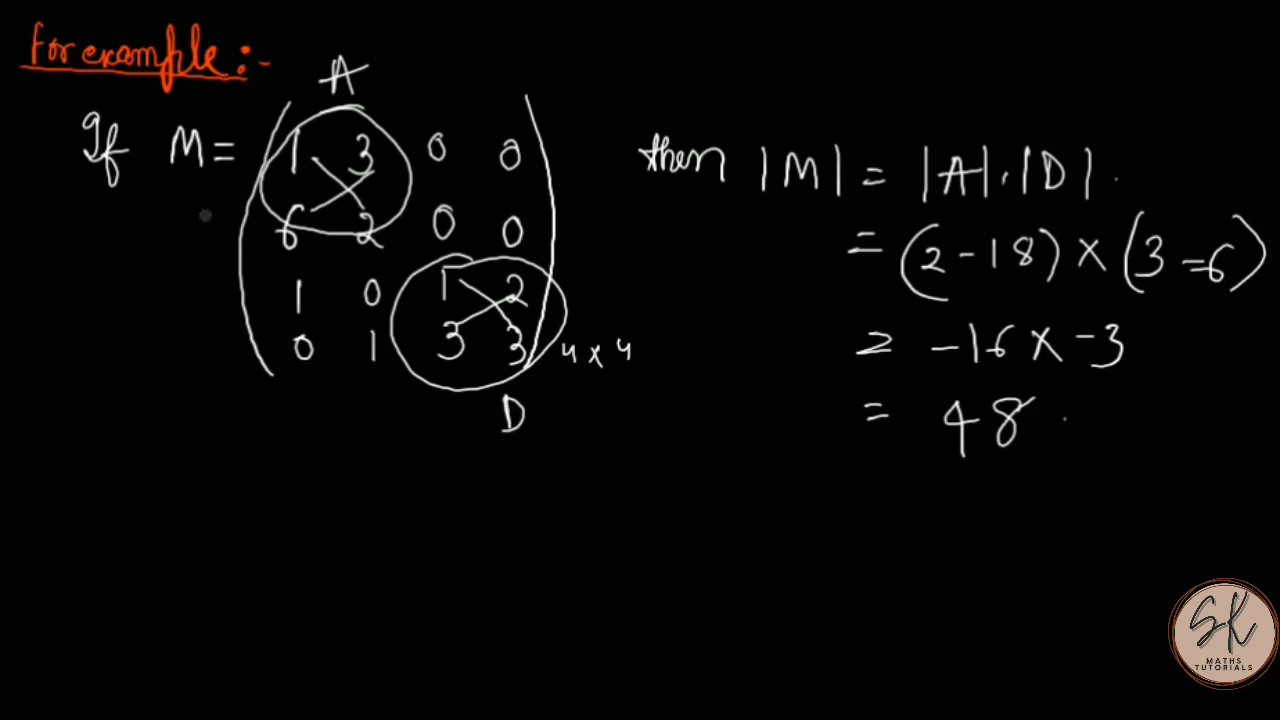 For example:-
A
If M = ( 1 3 0 0 then |M| = |A|.|D|.
6 2 0 0 = (2-18) × (3-6)
1 0 1 2
0 1 3 3 ) 4×4 = -16 × -3
D = 48.
SK
MATHS
TUTORIALS